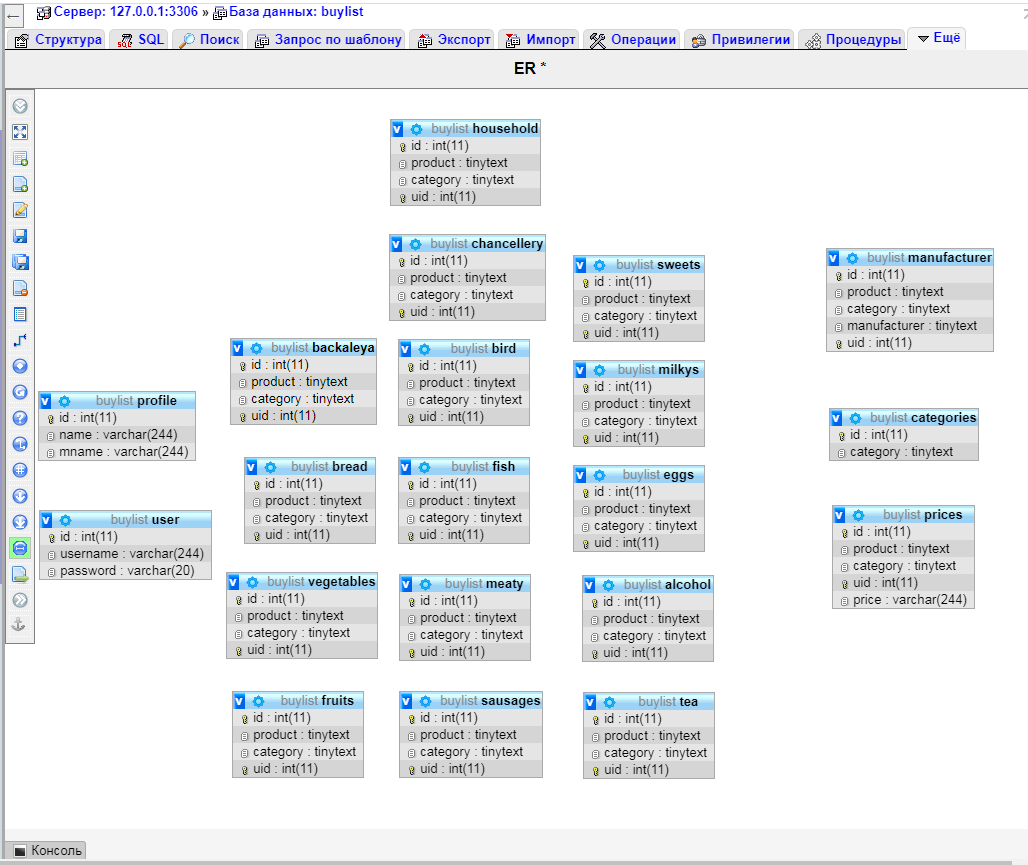 Сервер: 127.0.0.1:3306 » База данных: buylist
Структура SQL Поиск Запрос по шаблону Экспорт Импорт Операции Привилегии Процедуры Ещё
ER *
buylist household
id : int(11)
product : tinytext
category : tinytext
uid : int(11)
buylist chancellery
id : int(11)
product : tinytext
category : tinytext
uid : int(11)
buylist sweets
id : int(11)
product : tinytext
category : tinytext
uid : int(11)
buylist manufacturer
id : int(11)
product : tinytext
category : tinytext
manufacturer : tinytext
uid : int(11)
buylist backaleya
id : int(11)
product : tinytext
category : tinytext
uid : int(11)
buylist bird
id : int(11)
product : tinytext
category : tinytext
uid : int(11)
buylist milkys
id : int(11)
product : tinytext
category : tinytext
uid : int(11)
buylist profile
id : int(11)
name : varchar(244)
mname : varchar(244)
buylist categories
id : int(11)
category : tinytext
buylist bread
id : int(11)
product : tinytext
category : tinytext
uid : int(11)
buylist fish
id : int(11)
product : tinytext
category : tinytext
uid : int(11)
buylist eggs
id : int(11)
product : tinytext
category : tinytext
uid : int(11)
buylist user
id : int(11)
username : varchar(244)
password : varchar(20)
buylist prices
id : int(11)
product : tinytext
category : tinytext
uid : int(11)
price : varchar(244)
buylist vegetables
id : int(11)
product : tinytext
category : tinytext
uid : int(11)
buylist meaty
id : int(11)
product : tinytext
category : tinytext
uid : int(11)
buylist alcohol
id : int(11)
product : tinytext
category : tinytext
uid : int(11)
buylist fruits
id : int(11)
product : tinytext
category : tinytext
uid : int(11)
buylist sausages
id : int(11)
product : tinytext
category : tinytext
uid : int(11)
buylist tea
id : int(11)
product : tinytext
category : tinytext
uid : int(11)
Консоль